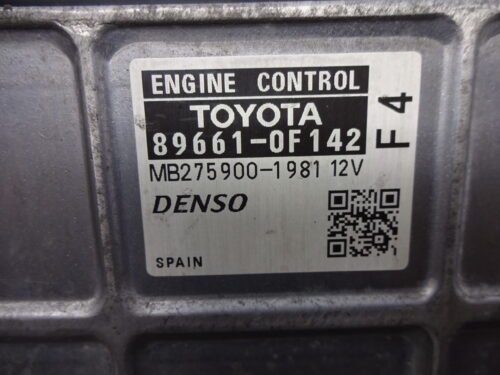 ENGINE CONTROL
TOYOTA
89661-0F142
F4
MB275900-1981 12V
DENSO
SPAIN